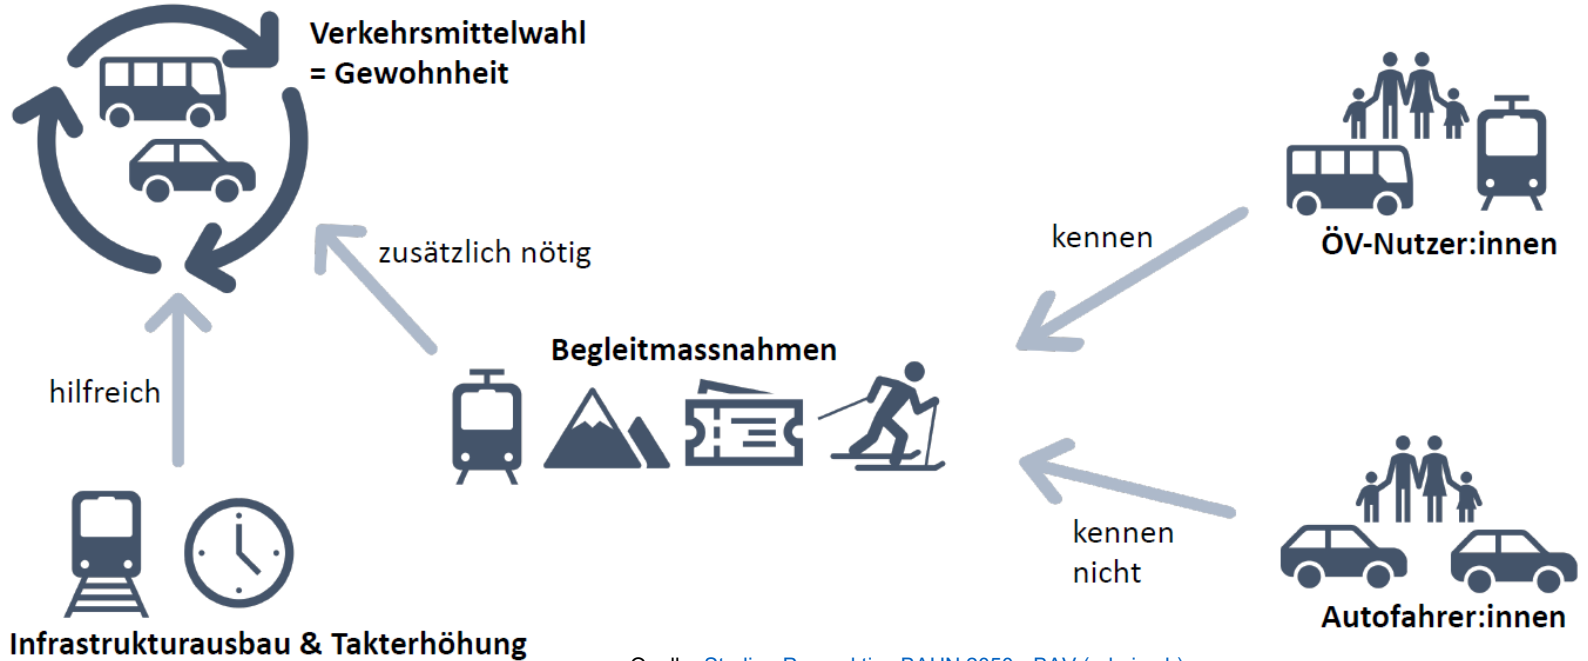 Verkehrsmittelwahl
= Gewohnheit
kennen
ÖV-Nutzer:innen
zusätzlich nötig
Begleitmassnahmen
hilfreich
kennen
nicht
Autofahrer:innen
Infrastrukturausbau & Takterhöhung